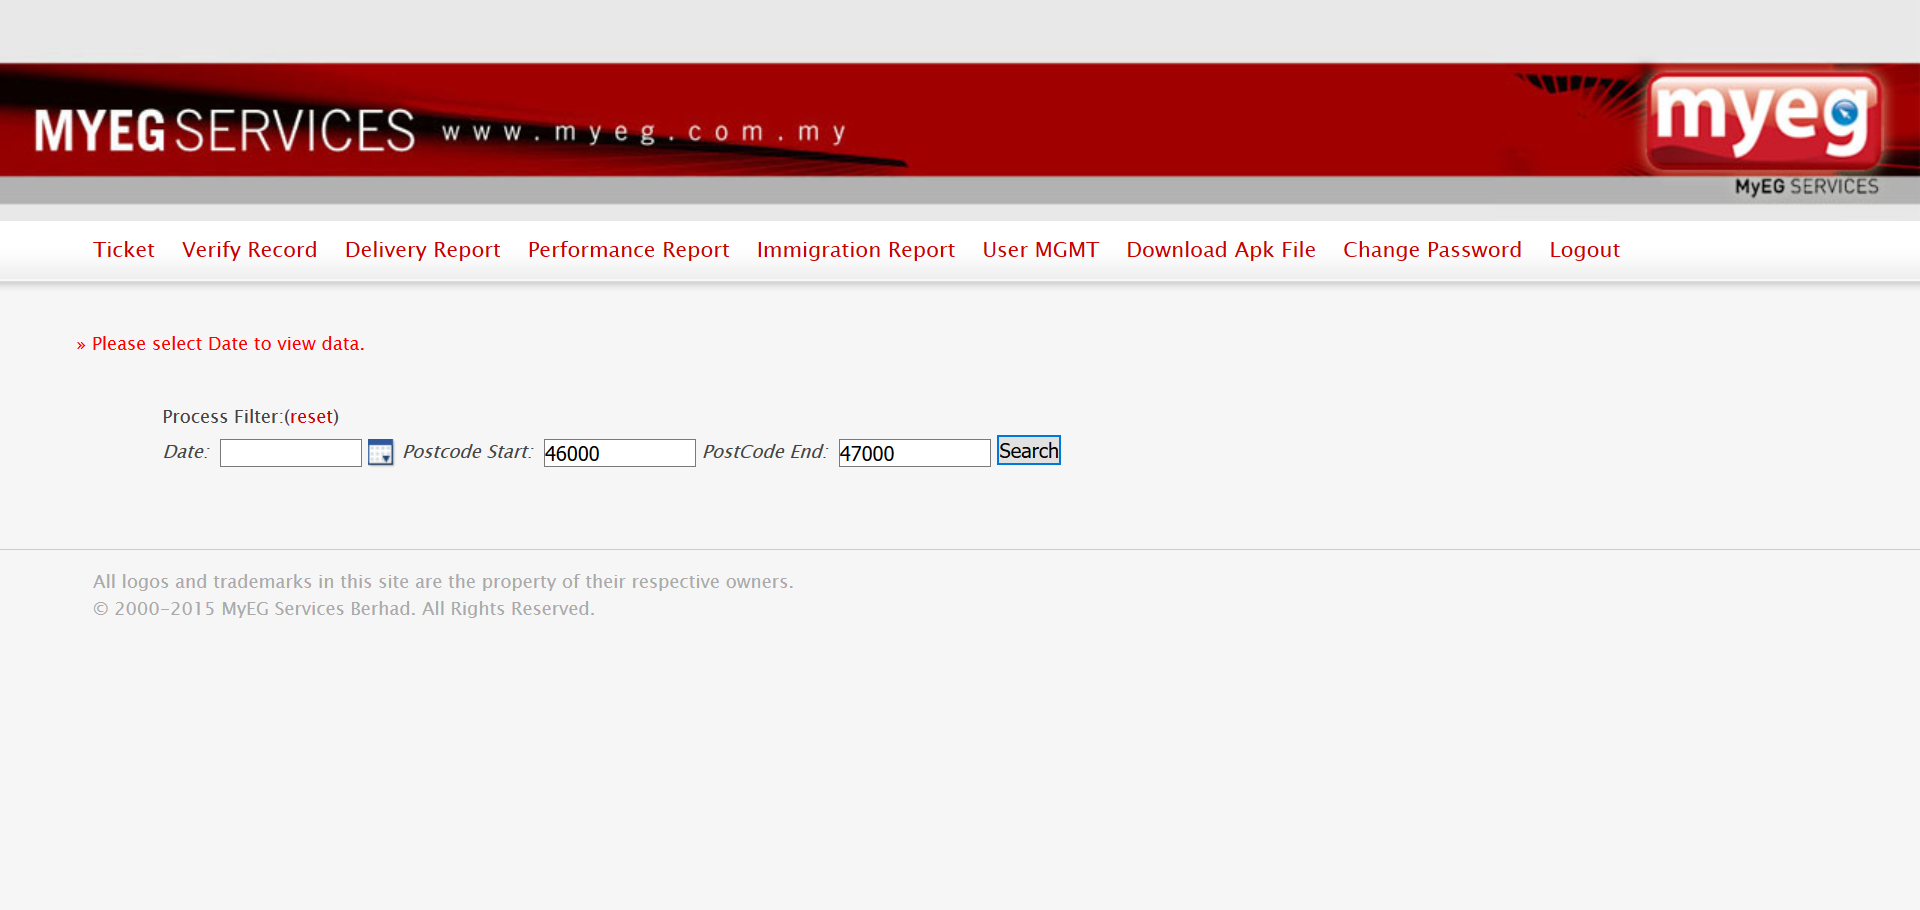 MYEG SERVICES www.myeg.com.my
myeg
MyEG SERVICES
Ticket Verify Record Delivery Report Performance Report Immigration Report User MGMT Download Apk File Change Password Logout
» Please select Date to view data.
Process Filter:(reset)
Date: Postcode Start: 46000 PostCode End: 47000 Search
All logos and trademarks in this site are the property of their respective owners.
© 2000-2015 MyEG Services Berhad. All Rights Reserved.